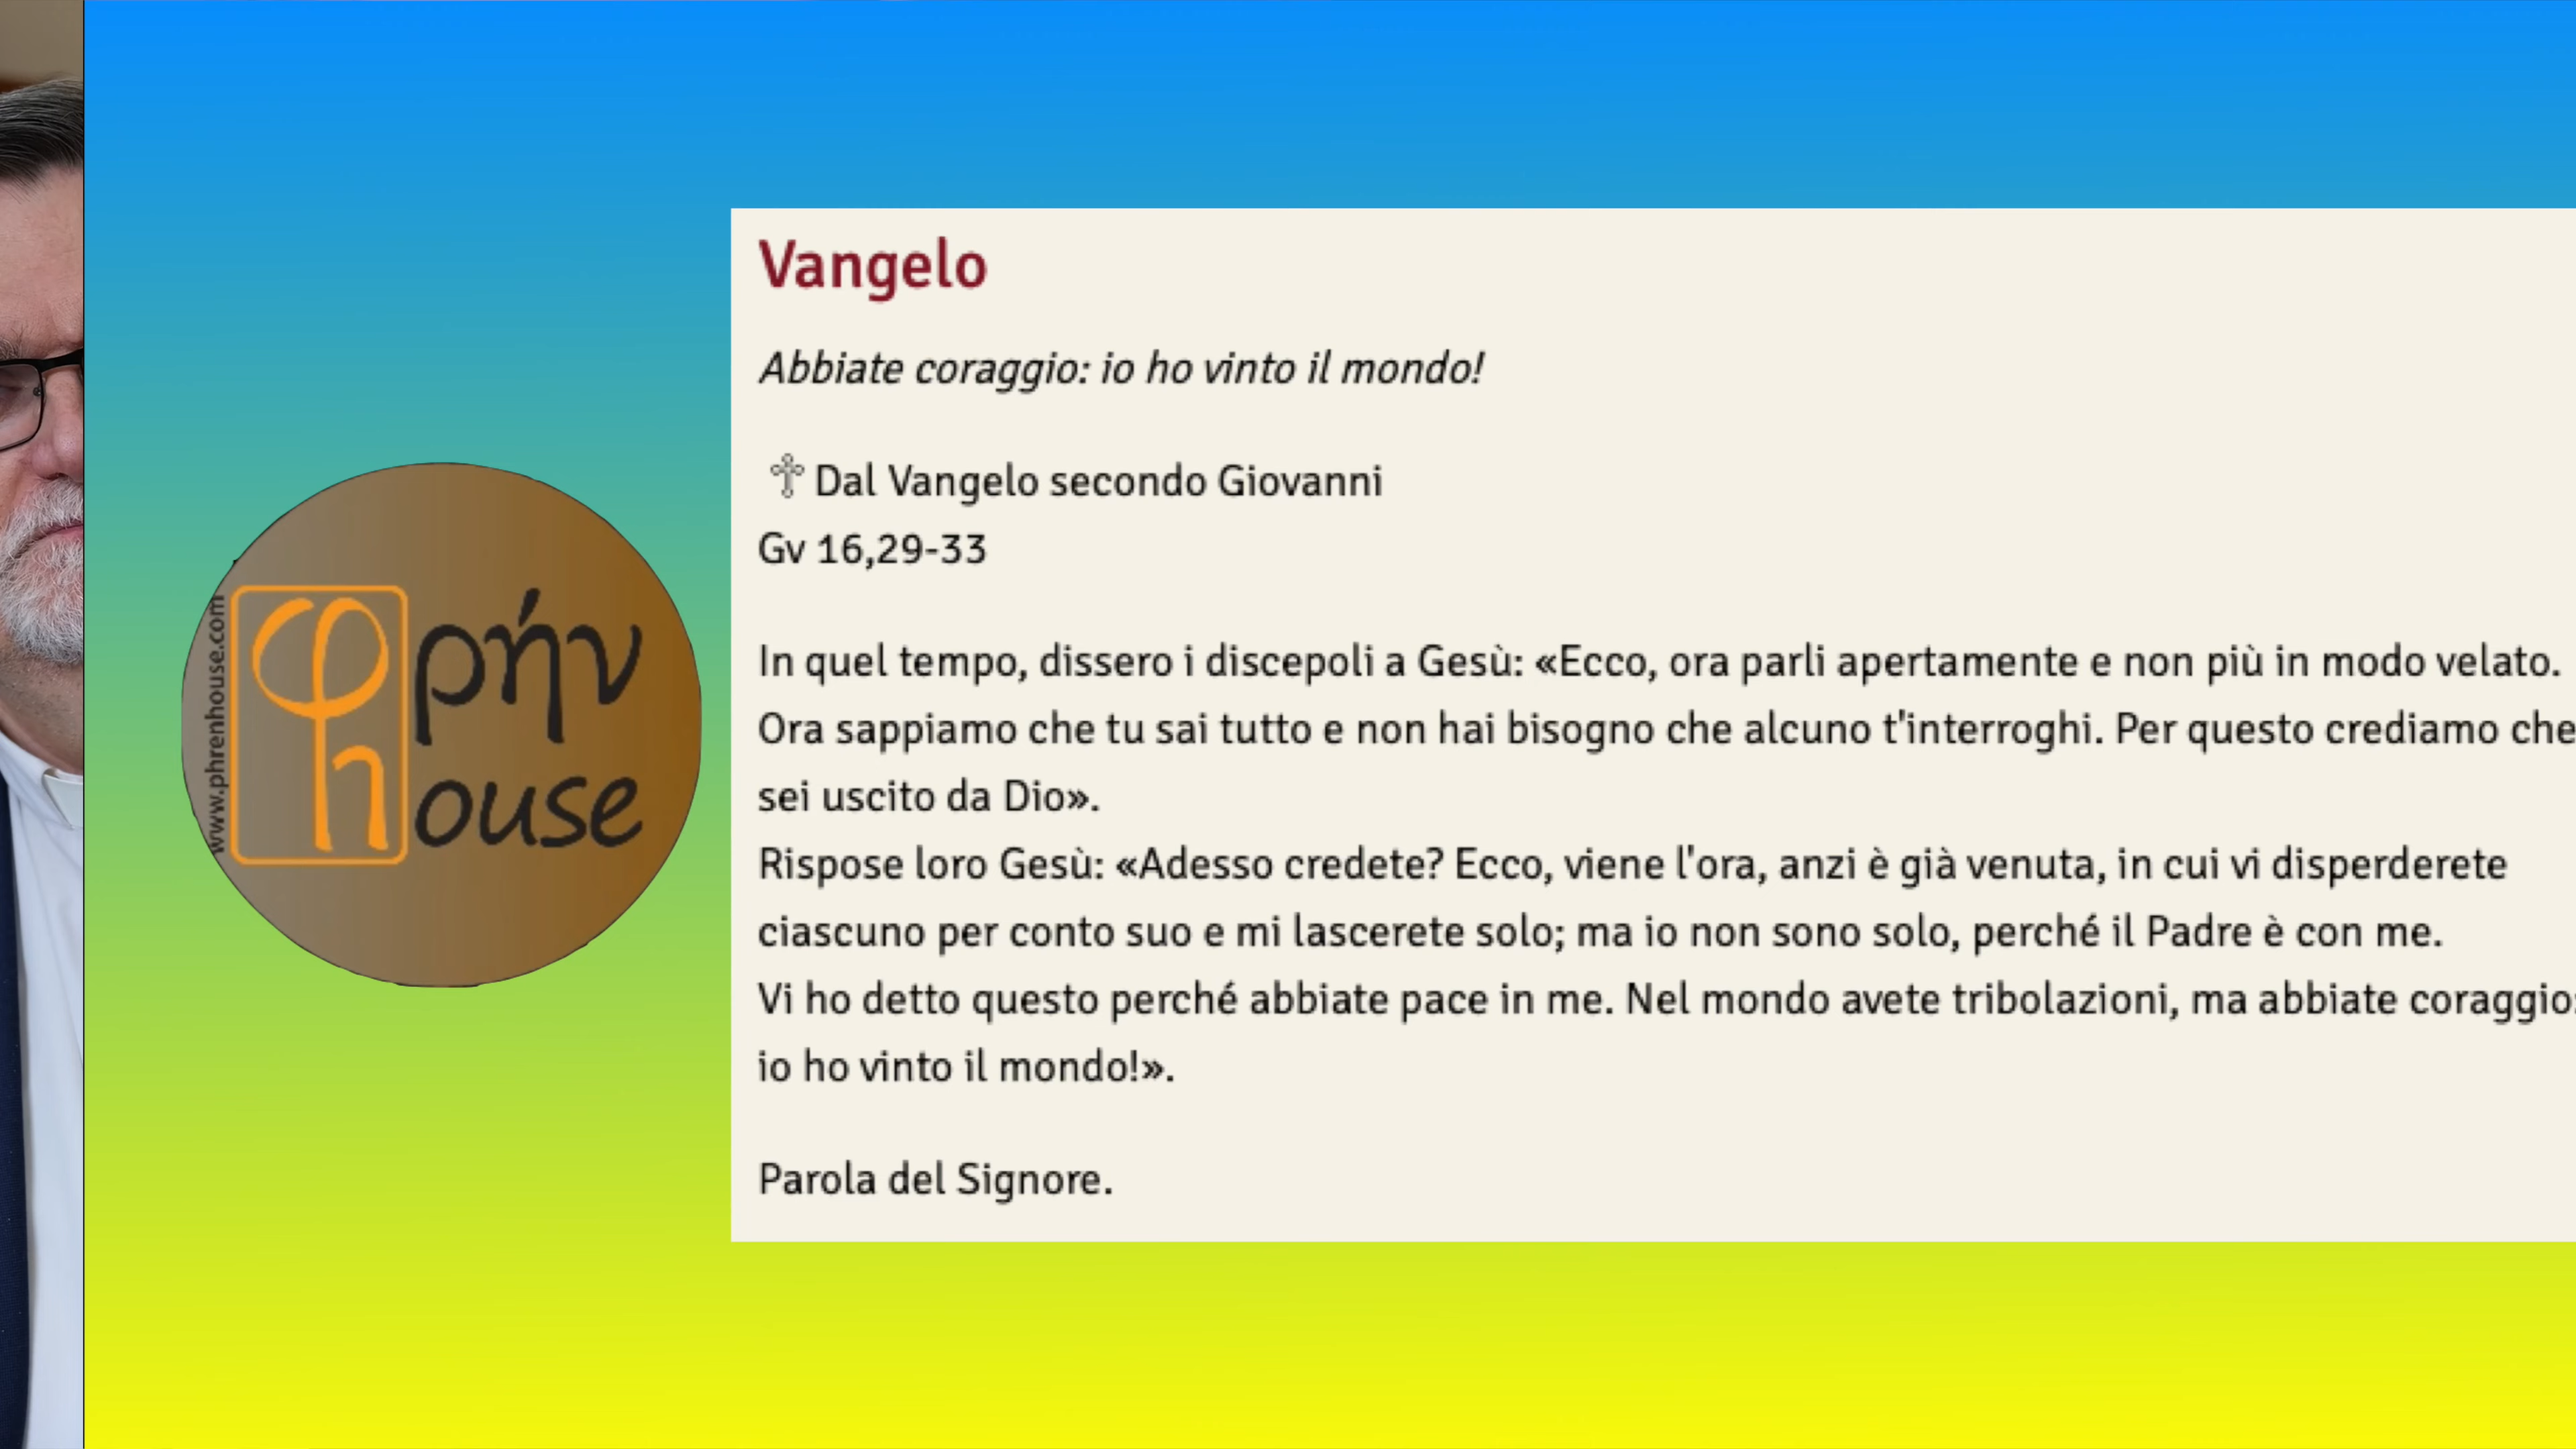 www.phrenhouse.com
φρήν
house
Vangelo
Abbiate coraggio: io ho vinto il mondo!
Dal Vangelo secondo Giovanni
Gv 16,29-33
In quel tempo, dissero i discepoli a Gesù: «Ecco, ora parli apertamente e non più in modo velato.
Ora sappiamo che tu sai tutto e non hai bisogno che alcuno t'interroghi. Per questo crediamo che
sei uscito da Dio».
Rispose loro Gesù: «Adesso credete? Ecco, viene l'ora, anzi è già venuta, in cui vi disperderete
ciascuno per conto suo e mi lascerete solo; ma io non sono solo, perché il Padre è con me.
Vi ho detto questo perché abbiate pace in me. Nel mondo avete tribolazioni, ma abbiate coraggio:
io ho vinto il mondo!».
Parola del Signore.